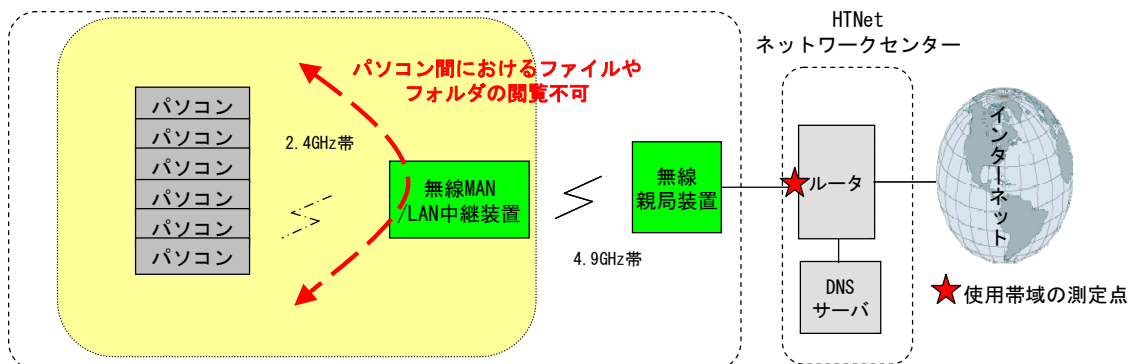 HTNet
ネットワークセンター
パソコン間におけるファイルや
フォルダの閲覧不可
パソコン
パソコン
パソコン
パソコン
パソコン
パソコン
2.4GHz帯
無線MAN
/LAN中継装置
4.9GHz帯
無線
親局装置
ルータ
DNS
サーバ
インターネット
使用帯域の測定点